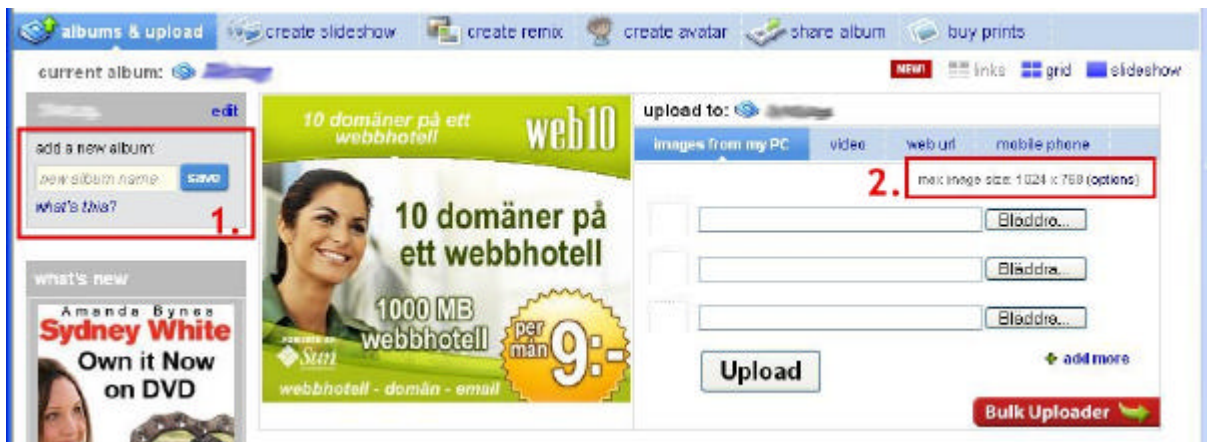 albums & upload create slideshow create remix create avatar share album buy prints
current album:
NEW! links grid slideshow
edit
add a new album:
new album name save
what's this?
1.
what's new
Amanda Bynes
Sydney White
Own it Now
on DVD
10 domäner på ett
webbhotell
web10
10 domäner på
ett webbhotell
1000 MB
webbhotell
per
mån 9:-
POWERED BY
Sun
webbhotell - domän - email
upload to:
images from my PC video web url mobile phone
2.
max image size: 1024 x 768 (options)
Bläddra...
Bläddra...
Bläddra...
add more
Upload
Bulk Uploader